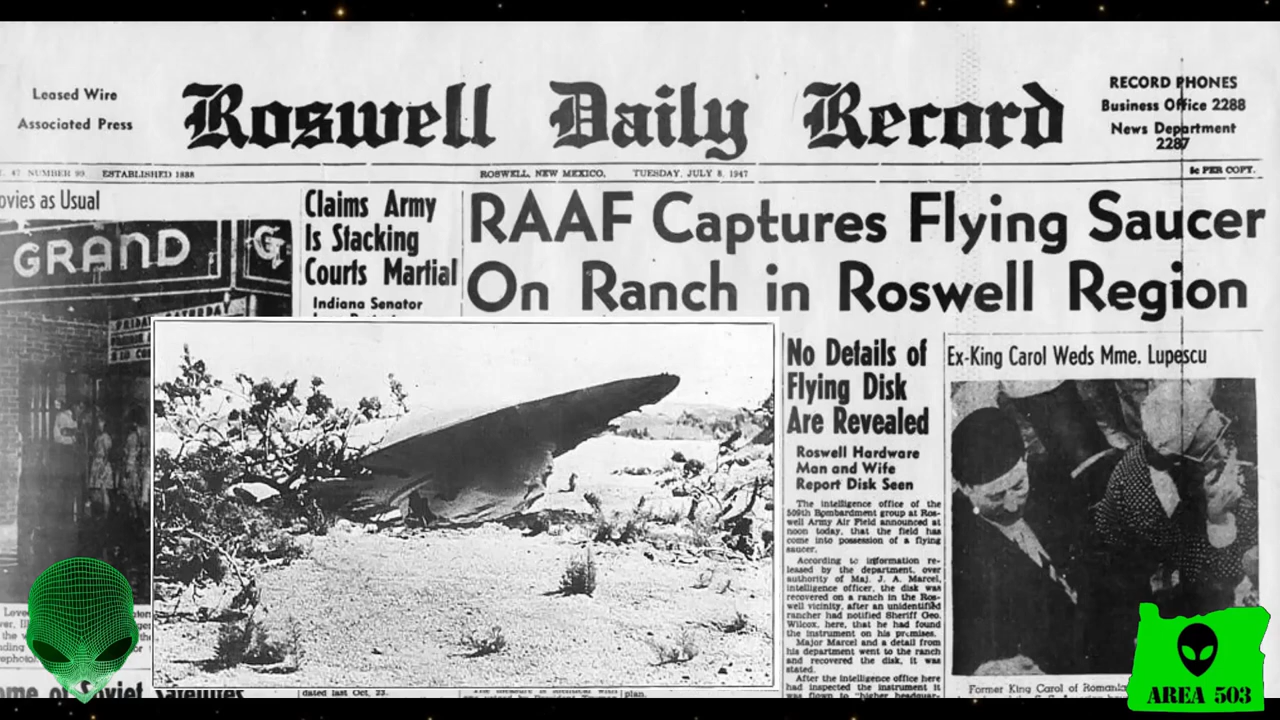 Leased Wire
Associated Press
Roswell Daily Record
RECORD PHONES
Business Office 2288
News Department
2287
47 NUMBER 99 ESTABLISHED 1888
ROSWELL, NEW MEXICO, TUESDAY, JULY 8, 1947
5c PER COPY.
ovies as Usual
GRAND
G
Claims Army
Is Stacking
Courts Martial
Indiana Senator
RAAF Captures Flying Saucer
On Ranch in Roswell Region
No Details of
Flying Disk
Are Revealed
Roswell Hardware
Man and Wife
Report Disk Seen
The intelligence office of the
509th Bombardment group at Ros-
well Army Air Field announced at
noon today, that the field has
come into possession of a flying
saucer.
According to information re-
leased by the department, over
authority of Maj. J. A. Marcel,
intelligence officer, the disk was
recovered on a ranch in the Ros-
well vicinity, after an unidentified
rancher had notified Sheriff Geo.
Wilcox, here, that he had found
the instrument on his premises.
Major Marcel and a detail from
his department went to the ranch
and recovered the disk, it was
stated.
After the intelligence office here
had inspected the instrument it
was flown to "higher headquar-
Ex-King Carol Weds Mme. Lupescu
Former King Carol of Romania
ome of Soviet Satellites
dated last Oct. 23.
plan.
AREA 503